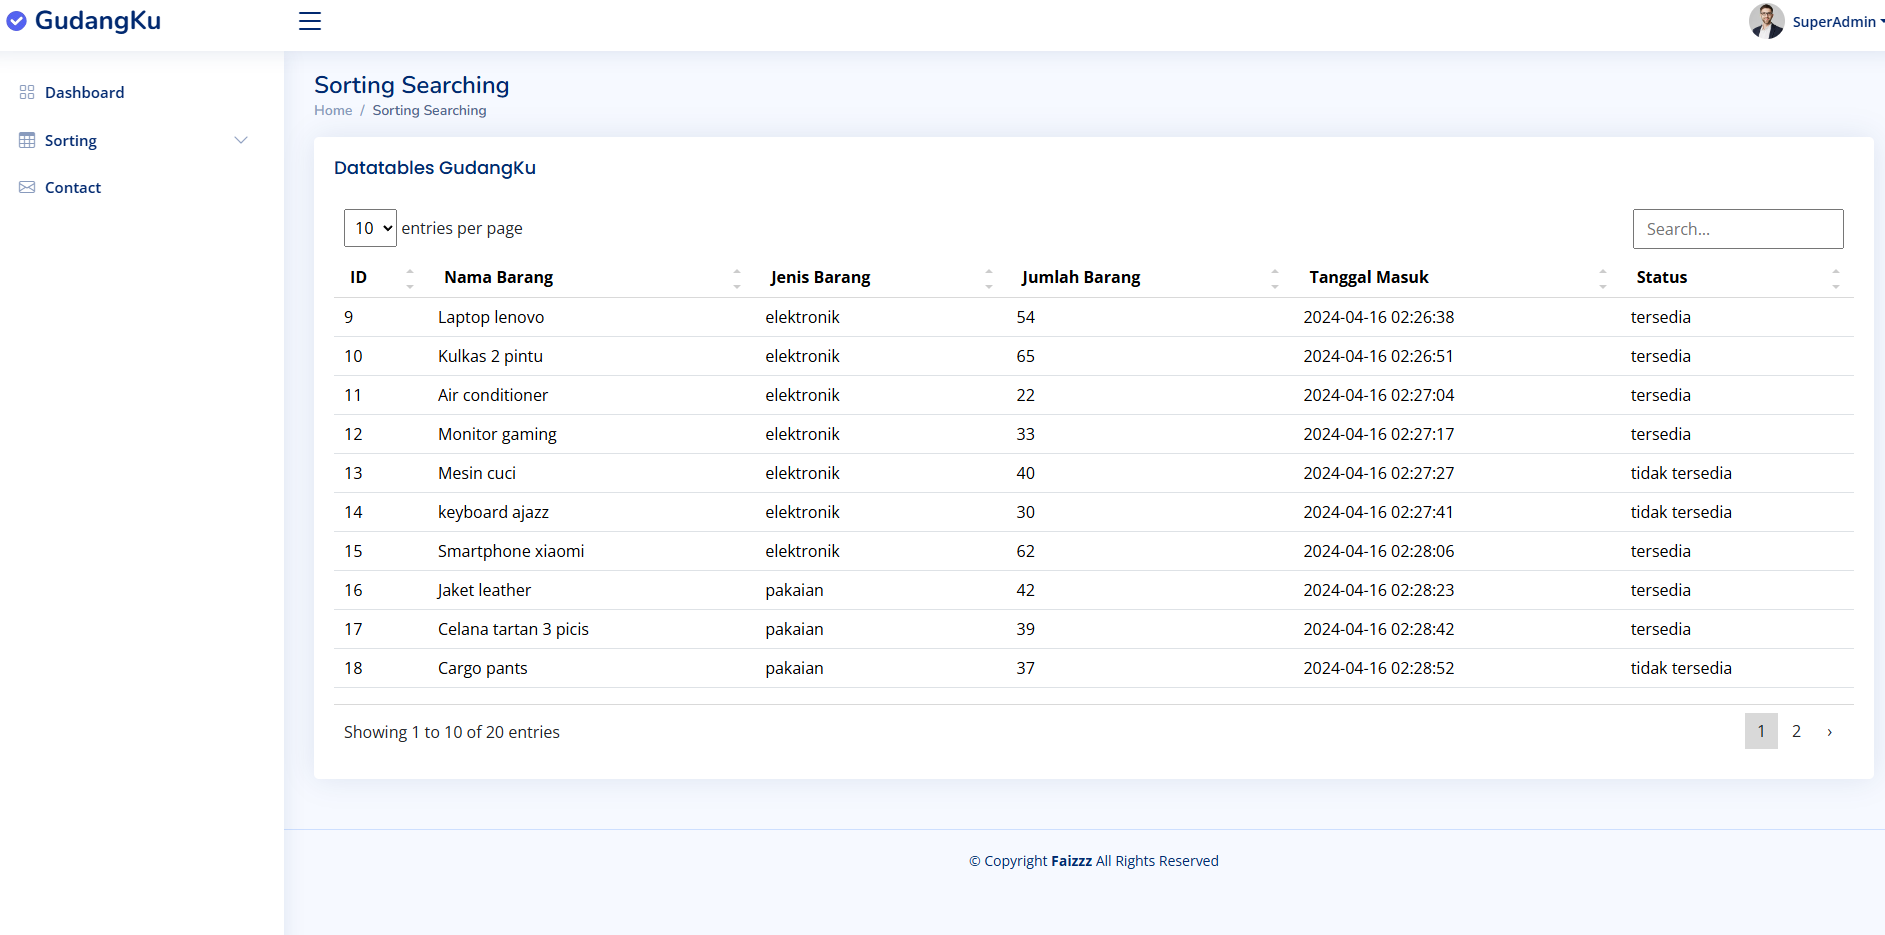 GudangKu
SuperAdmin
Dashboard
Sorting
Contact
Sorting Searching
Home / Sorting Searching
Datatables GudangKu
10 entries per page
Search...
ID Nama Barang Jenis Barang Jumlah Barang Tanggal Masuk Status
9 Laptop lenovo elektronik 54 2024-04-16 02:26:38 tersedia
10 Kulkas 2 pintu elektronik 65 2024-04-16 02:26:51 tersedia
11 Air conditioner elektronik 22 2024-04-16 02:27:04 tersedia
12 Monitor gaming elektronik 33 2024-04-16 02:27:17 tersedia
13 Mesin cuci elektronik 40 2024-04-16 02:27:27 tidak tersedia
14 keyboard ajazz elektronik 30 2024-04-16 02:27:41 tidak tersedia
15 Smartphone xiaomi elektronik 62 2024-04-16 02:28:06 tersedia
16 Jaket leather pakaian 42 2024-04-16 02:28:23 tersedia
17 Celana tartan 3 picis pakaian 39 2024-04-16 02:28:42 tersedia
18 Cargo pants pakaian 37 2024-04-16 02:28:52 tidak tersedia
Showing 1 to 10 of 20 entries
1 2 ›
© Copyright Faizzz All Rights Reserved